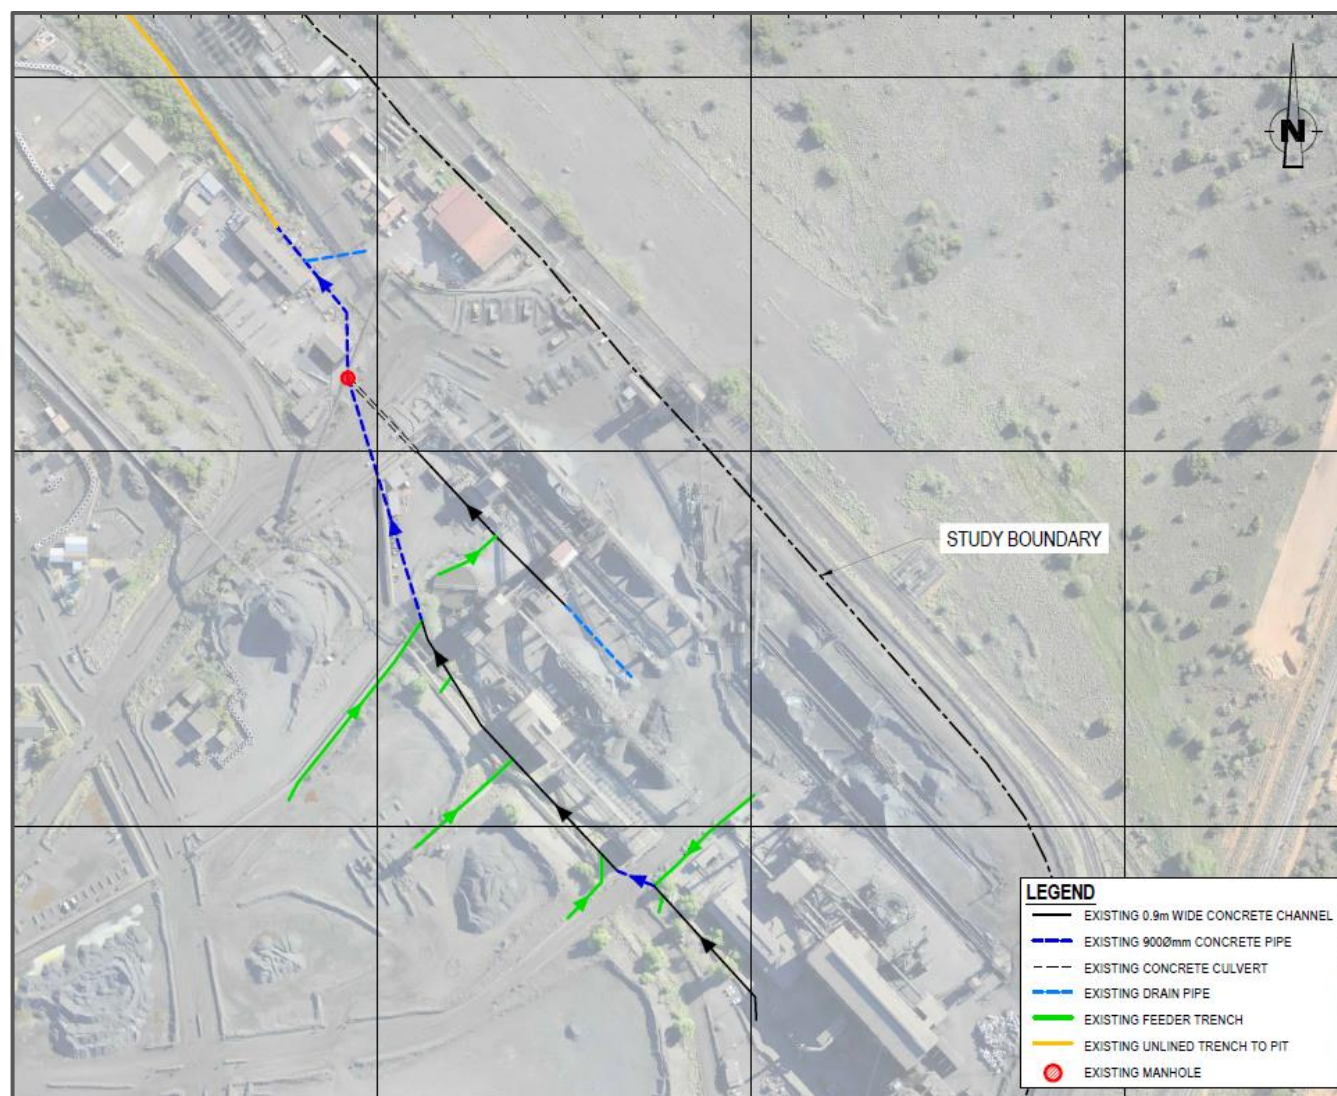 N
STUDY BOUNDARY
LEGEND
EXISTING 0.9m WIDE CONCRETE CHANNEL
EXISTING 900Ømm CONCRETE PIPE
EXISTING CONCRETE CULVERT
EXISTING DRAIN PIPE
EXISTING FEEDER TRENCH
EXISTING UNLINED TRENCH TO PIT
EXISTING MANHOLE